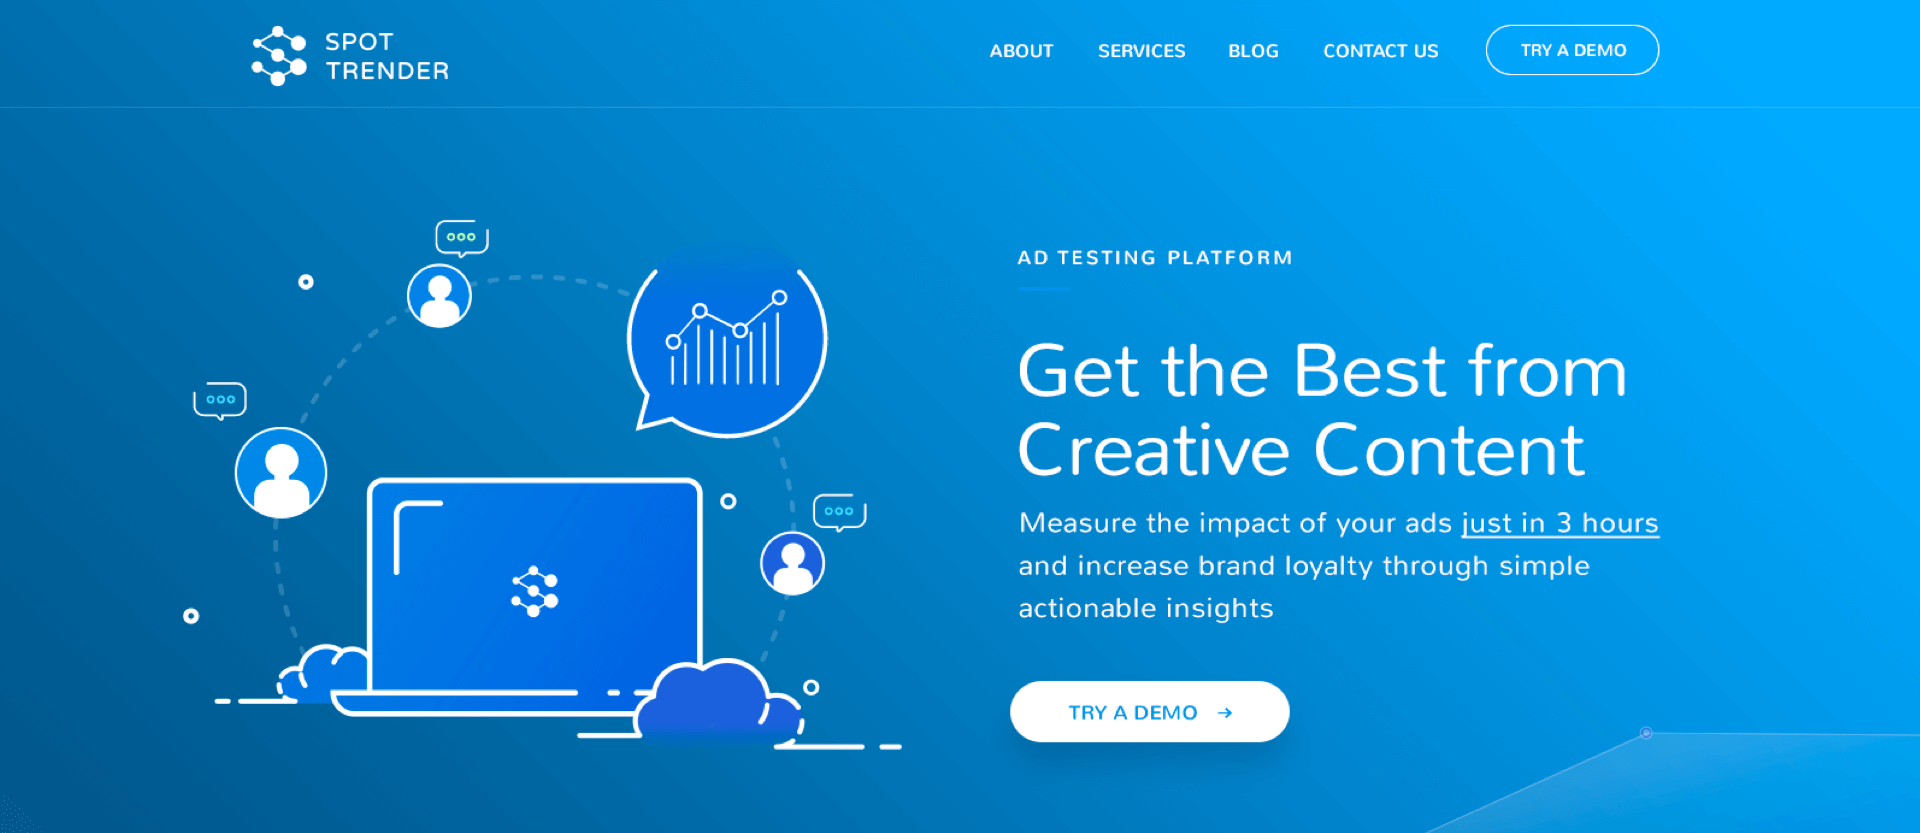 SPOT
TRENDER
ABOUT
SERVICES
BLOG
CONTACT US
TRY A DEMO
AD TESTING PLATFORM
Get the Best from
Creative Content
Measure the impact of your ads just in 3 hours
and increase brand loyalty through simple
actionable insights
TRY A DEMO